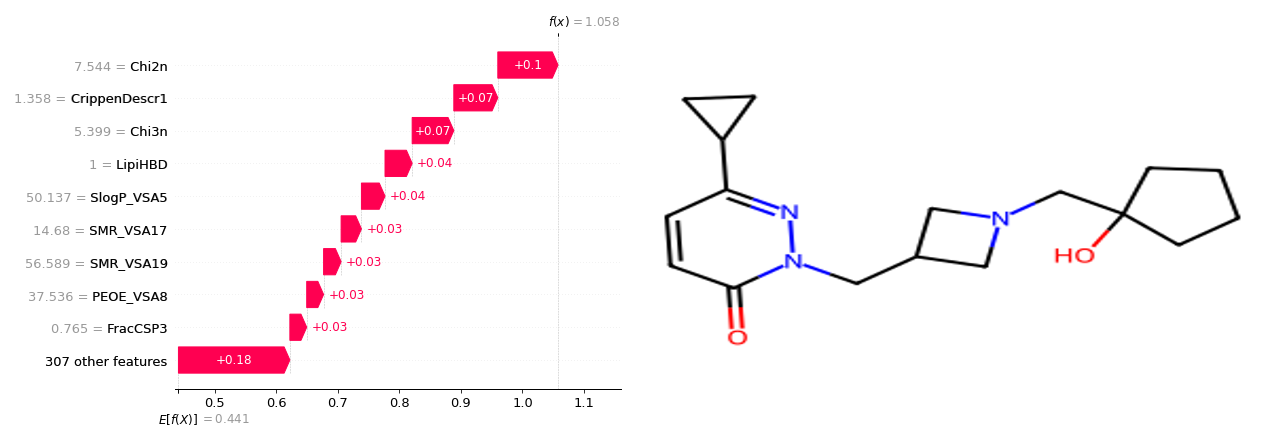 f(x) = 1.058
7.544 = Chi2n
+0.1
1.358 = CrippenDescr1
+0.07
5.399 = Chi3n
+0.07
1 = LipiHBD
+0.04
50.137 = SlogP_VSA5
+0.04
14.68 = SMR_VSA17
+0.03
56.589 = SMR_VSA19
+0.03
37.536 = PEOE_VSA8
+0.03
0.765 = FracCSP3
+0.03
307 other features
+0.18
0.5 0.6 0.7 0.8 0.9 1.0 1.1
E[f(X)] = 0.441
N
N
N
HO
O